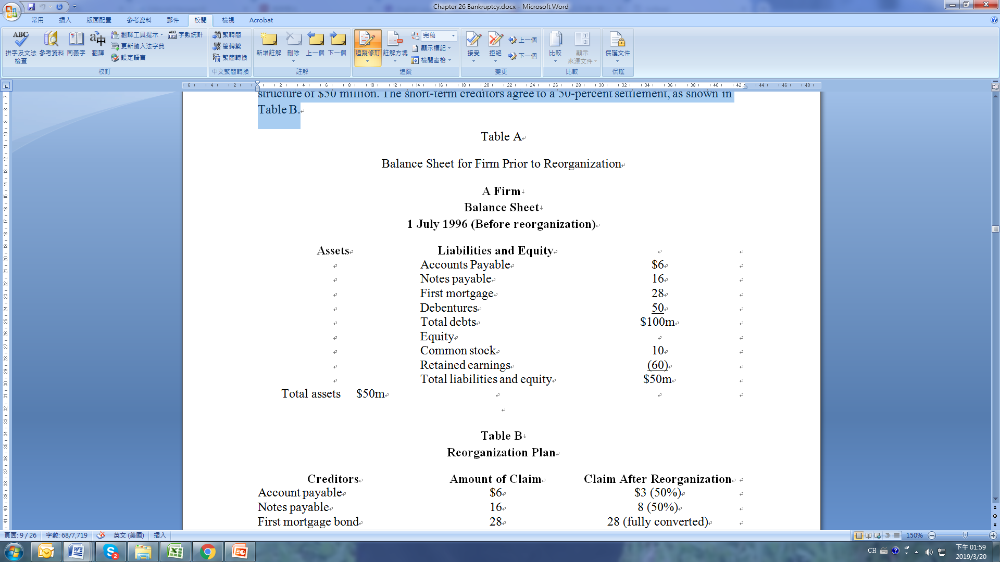 Chapter 26 Bankruptcy.docx - Microsoft Word
常用 插入 版面配置 參考資料 郵件 校閱 檢視 Acrobat
ABC 拼字及文法檢查 參考資料 同義字 翻譯 翻譯工具提示 字數統計
更新輸入法字典
設定語言
校訂
繁轉簡
簡轉繁
繁簡轉換
中文繁簡轉換
新增註解 刪除 上一個 下一個
註解
追蹤修訂 註解方塊 完稿
顯示標記
檢閱窗格
追蹤
接受 拒絕 上一個
下一個
變更
比較 顯示來源文件
比較
保護文件
保護
structure of $50 million. The short-term creditors agree to a 50-percent settlement, as shown in
Table B.
Table A
Balance Sheet for Firm Prior to Reorganization
A Firm
Balance Sheet
1 July 1996 (Before reorganization)
Assets Liabilities and Equity
Accounts Payable $6
Notes payable 16
First mortgage 28
Debentures 50
Total debts $100m
Equity
Common stock 10
Retained earnings (60)
Total liabilities and equity $50m
Total assets $50m
Table B
Reorganization Plan
Creditors Amount of Claim Claim After Reorganization
Account payable $6 $3 (50%)
Notes payable 16 8 (50%)
First mortgage bond 28 28 (fully converted)
頁面: 9 / 26 字數: 68/7,719 英文 (美國) 插入 150%
CH 下午 01:59
2019/3/20